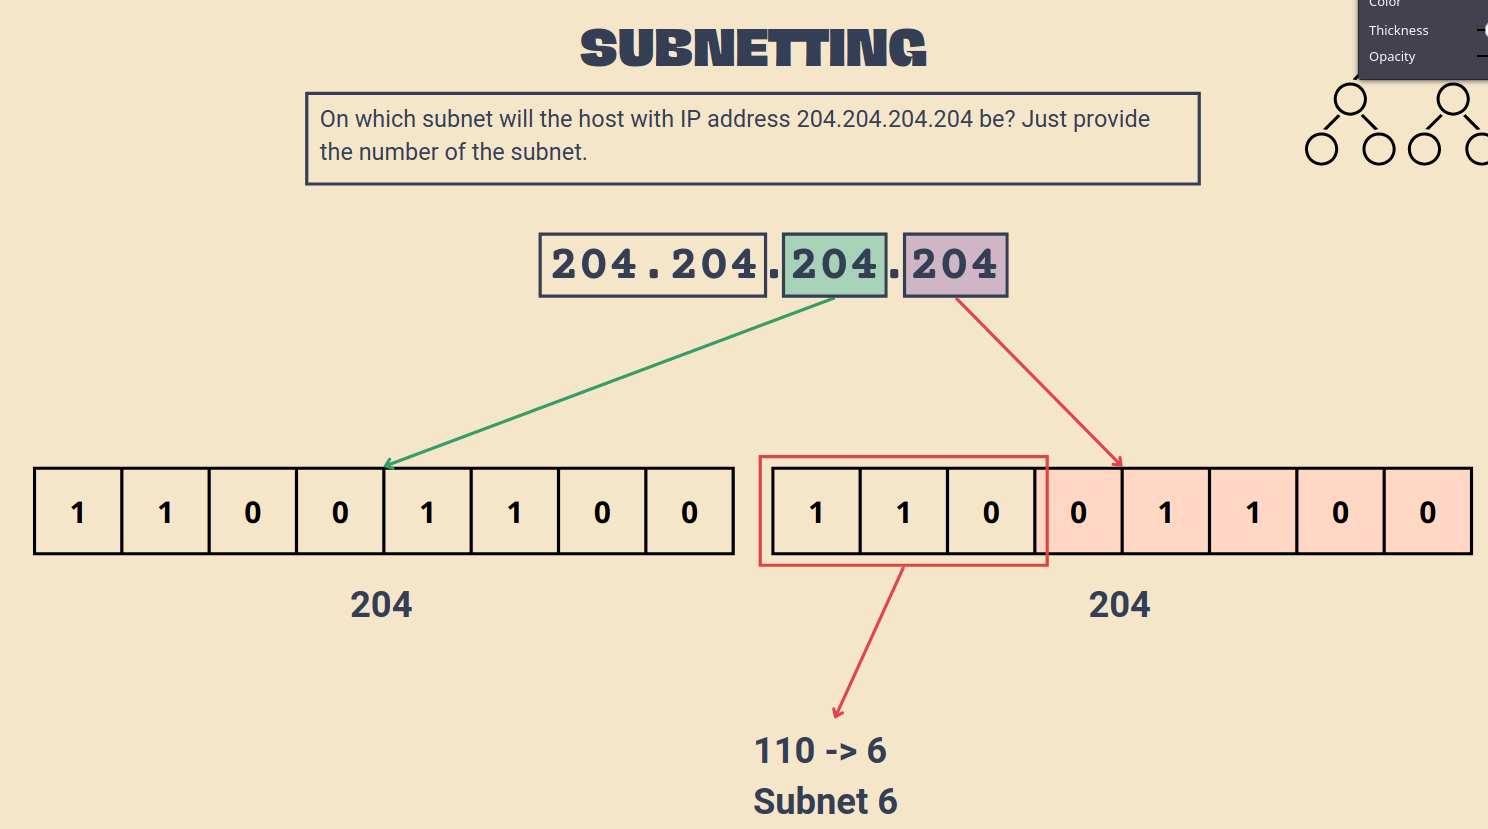 Color
SUBNETTING
Thickness
Opacity
On which subnet will the host with IP address 204.204.204.204 be? Just provide
the number of the subnet.
204.204.204.204
1 1 0 0 1 1 0 0 1 1 0 0 1 1 0 0
204 204
110 -> 6
Subnet 6